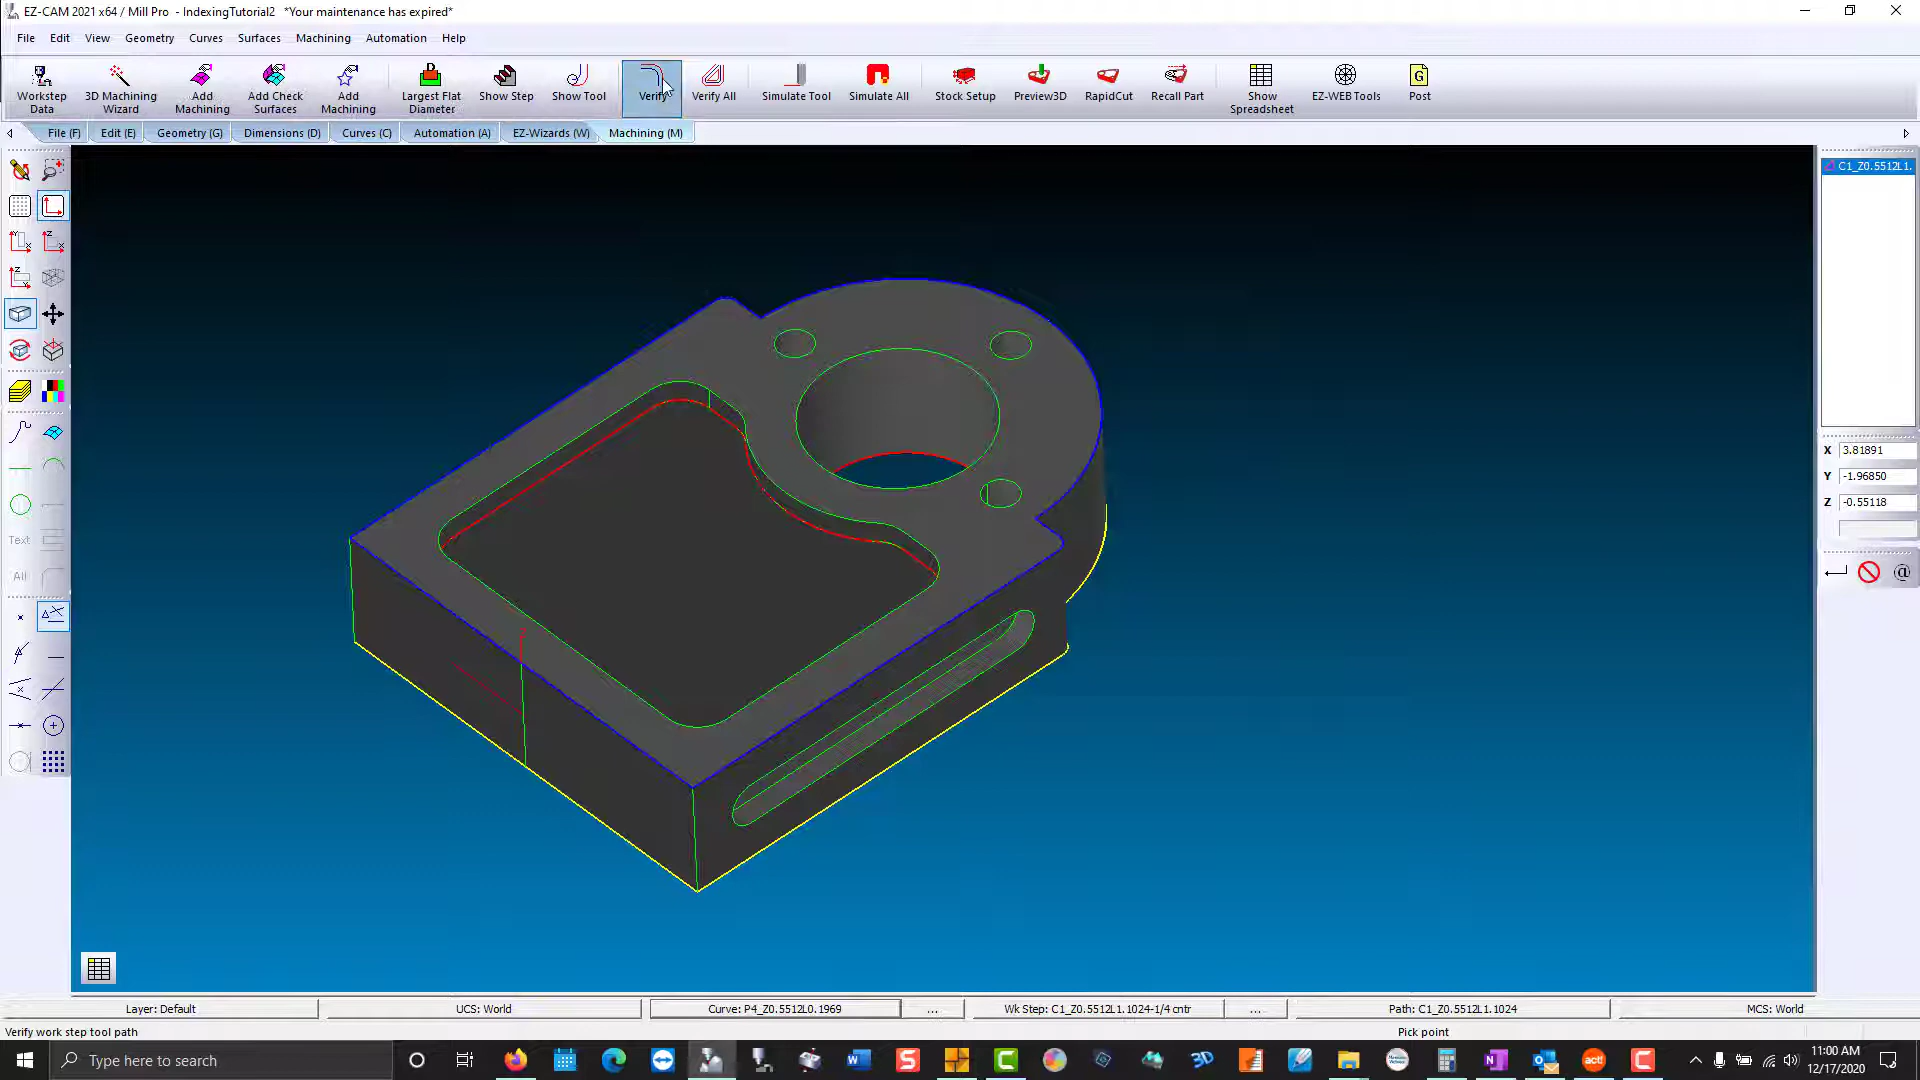 EZ-CAM 2021 x64 / Mill Pro - IndexingTutorial2 *Your maintenance has expired*
File Edit View Geometry Curves Surfaces Machining Automation Help
Workstep Data
3D Machining Wizard
Add Machining
Add Check Surfaces
Add Machining
D
Largest Flat Diameter
Show Step
Show Tool
Verify
Verify All
Simulate Tool
Simulate All
Stock Setup
Preview3D
RapidCut
Recall Part
Show Spreadsheet
EZ-WEB Tools
G
Post
File (F) Edit (E) Geometry (G) Dimensions (D) Curves (C) Automation (A) EZ-Wizards (W) Machining (M)
Text
All
C1_Z0.5512L1.
X 3.81891
Y -1.96850
Z -0.55118
@
Layer: Default UCS: World Curve: P4_Z0.5512L0.1969 ... Wk Step: C1_Z0.5512L1.1024-1/4 cntr ... Path: C1_Z0.5512L1.1024 MCS: World
Verify work step tool path Pick point
Type here to search
11:00 AM
12/17/2020